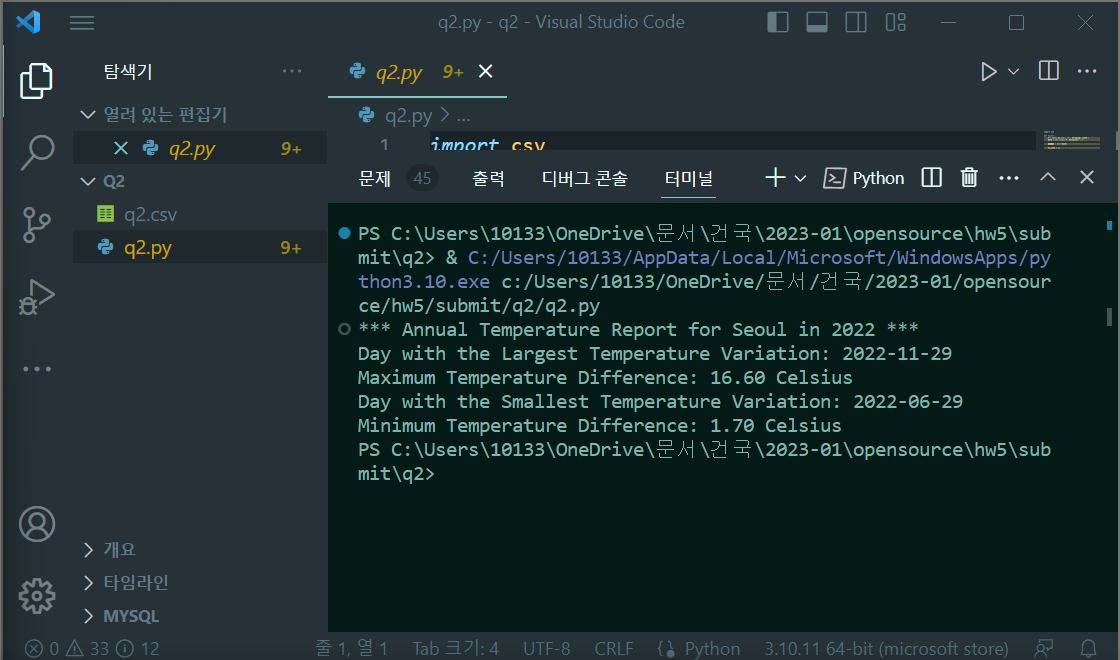 q2.py - q2 - Visual Studio Code
탐색기
열려 있는 편집기
q2.py 9+
Q2
q2.csv
q2.py 9+
개요
타임라인
MYSQL
q2.py 9+
q2.py > ...
1 import csv
문제 45 출력 디버그 콘솔 터미널 Python
PS C:\Users\10133\OneDrive\문서\건국\2023-01\opensource\hw5\sub
mit\q2> & C:/Users/10133/AppData/Local/Microsoft/WindowsApps/py
thon3.10.exe c:/Users/10133/OneDrive/문서/건국/2023-01/opensour
ce/hw5/submit/q2/q2.py
*** Annual Temperature Report for Seoul in 2022 ***
Day with the Largest Temperature Variation: 2022-11-29
Maximum Temperature Difference: 16.60 Celsius
Day with the Smallest Temperature Variation: 2022-06-29
Minimum Temperature Difference: 1.70 Celsius
PS C:\Users\10133\OneDrive\문서\건국\2023-01\opensource\hw5\sub
mit\q2>
0 33 12 줄 1, 열 1 Tab 크기: 4 UTF-8 CRLF Python 3.10.11 64-bit (microsoft store)